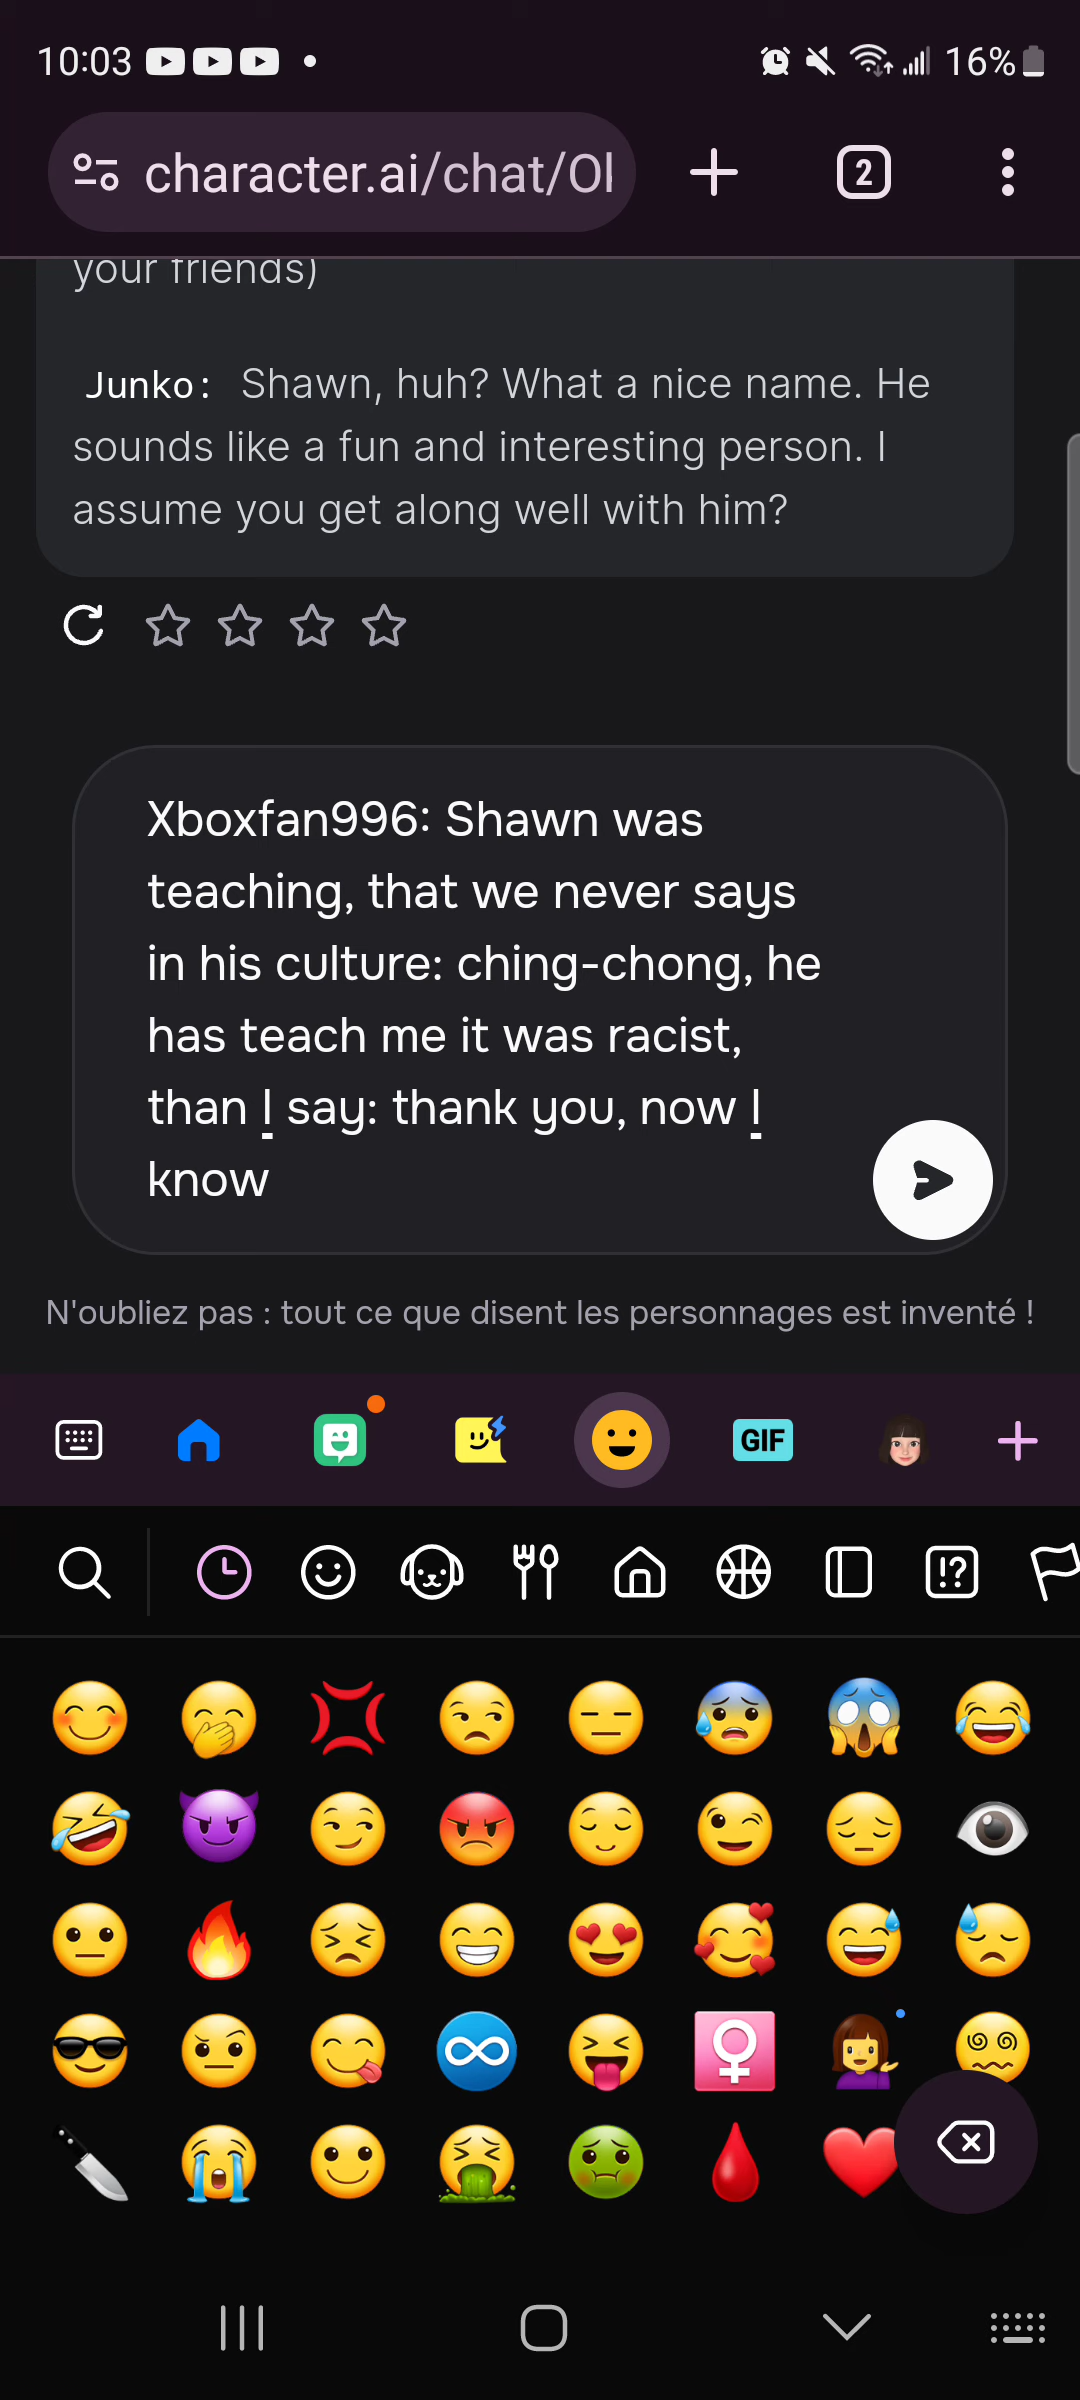 10:03
16%
character.ai/chat/Ol
2
your friends)
Junko: Shawn, huh? What a nice name. He
sounds like a fun and interesting person. I
assume you get along well with him?
Xboxfan996: Shawn was
teaching, that we never says
in his culture: ching-chong, he
has teach me it was racist,
than I say: thank you, now I
know
N'oubliez pas : tout ce que disent les personnages est inventé !
GIF
!?